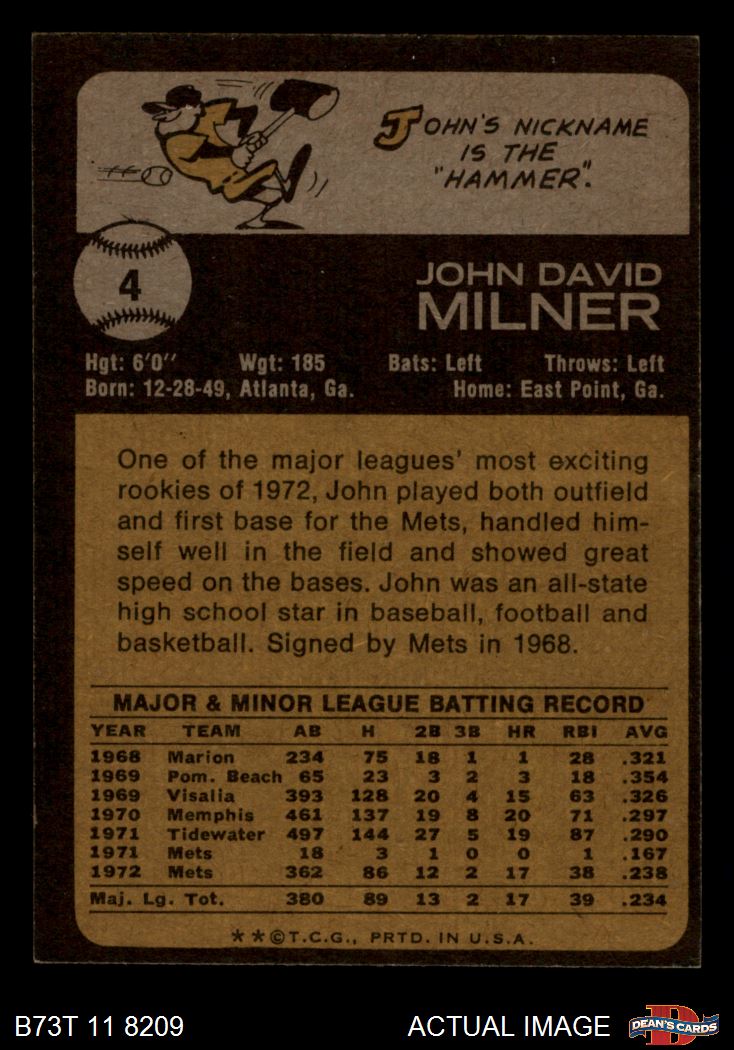 JOHN'S NICKNAME
IS THE
"HAMMER".
4
JOHN DAVID
MILNER
Hgt: 6'0" Wgt: 185 Bats: Left Throws: Left
Born: 12-28-49, Atlanta, Ga. Home: East Point, Ga.
One of the major leagues' most exciting
rookies of 1972, John played both outfield
and first base for the Mets, handled him-
self well in the field and showed great
speed on the bases. John was an all-state
high school star in baseball, football and
basketball. Signed by Mets in 1968.
MAJOR & MINOR LEAGUE BATTING RECORD
YEAR TEAM AB H 2B 3B HR RBI AVG
1968 Marion 234 75 18 1 1 28 .321
1969 Pom. Beach 65 23 3 2 3 18 .354
1969 Visalia 393 128 20 4 15 63 .326
1970 Memphis 461 137 19 8 20 71 .297
1971 Tidewater 497 144 27 5 19 87 .290
1971 Mets 18 3 1 0 0 1 .167
1972 Mets 362 86 12 2 17 38 .238
Maj. Lg. Tot. 380 89 13 2 17 39 .234
**©T.C.G., PRTD. IN U.S.A.
B73T 11 8209 ACTUAL IMAGE DEAN'S CARDS